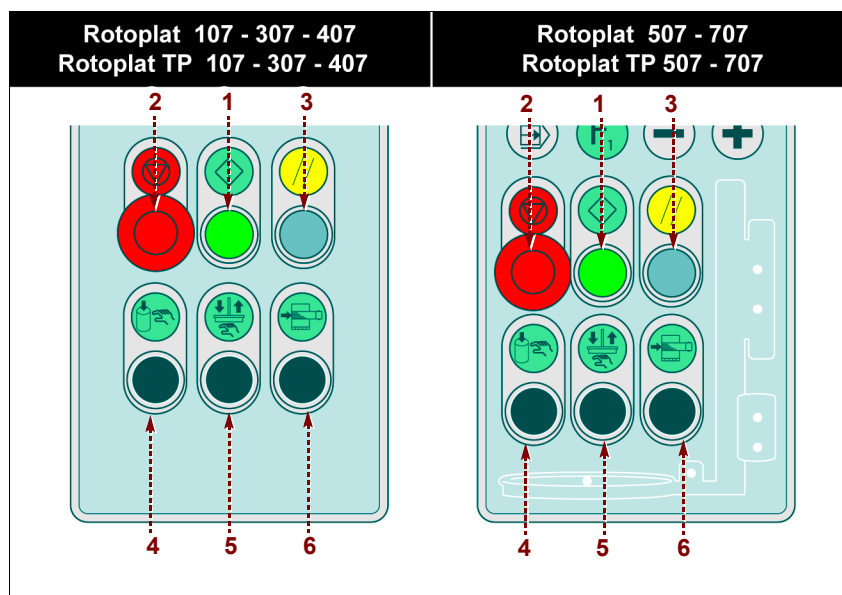 Rotoplat 107 - 307 - 407
Rotoplat TP 107 - 307 - 407
Rotoplat 507 - 707
Rotoplat TP 507 - 707
2 1 3
2 1 3
4 5 6
4 5 6